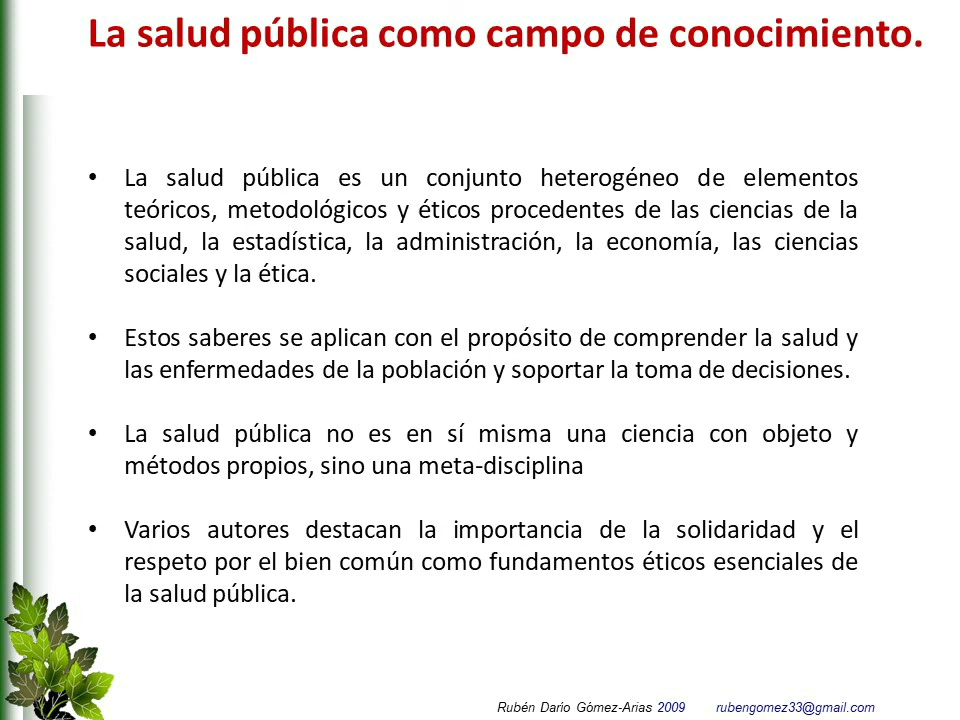 La salud pública como campo de conocimiento.
• La salud pública es un conjunto heterogéneo de elementos
teóricos, metodológicos y éticos procedentes de las ciencias de la
salud, la estadística, la administración, la economía, las ciencias
sociales y la ética.
• Estos saberes se aplican con el propósito de comprender la salud y
las enfermedades de la población y soportar la toma de decisiones.
• La salud pública no es en sí misma una ciencia con objeto y
métodos propios, sino una meta-disciplina
• Varios autores destacan la importancia de la solidaridad y el
respeto por el bien común como fundamentos éticos esenciales de
la salud pública.
Rubén Darío Gómez-Arias 2009 rubengomez33@gmail.com